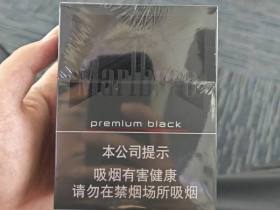 Marlboro
premium black
本公司提示
吸烟有害健康
请勿在禁烟场所吸烟